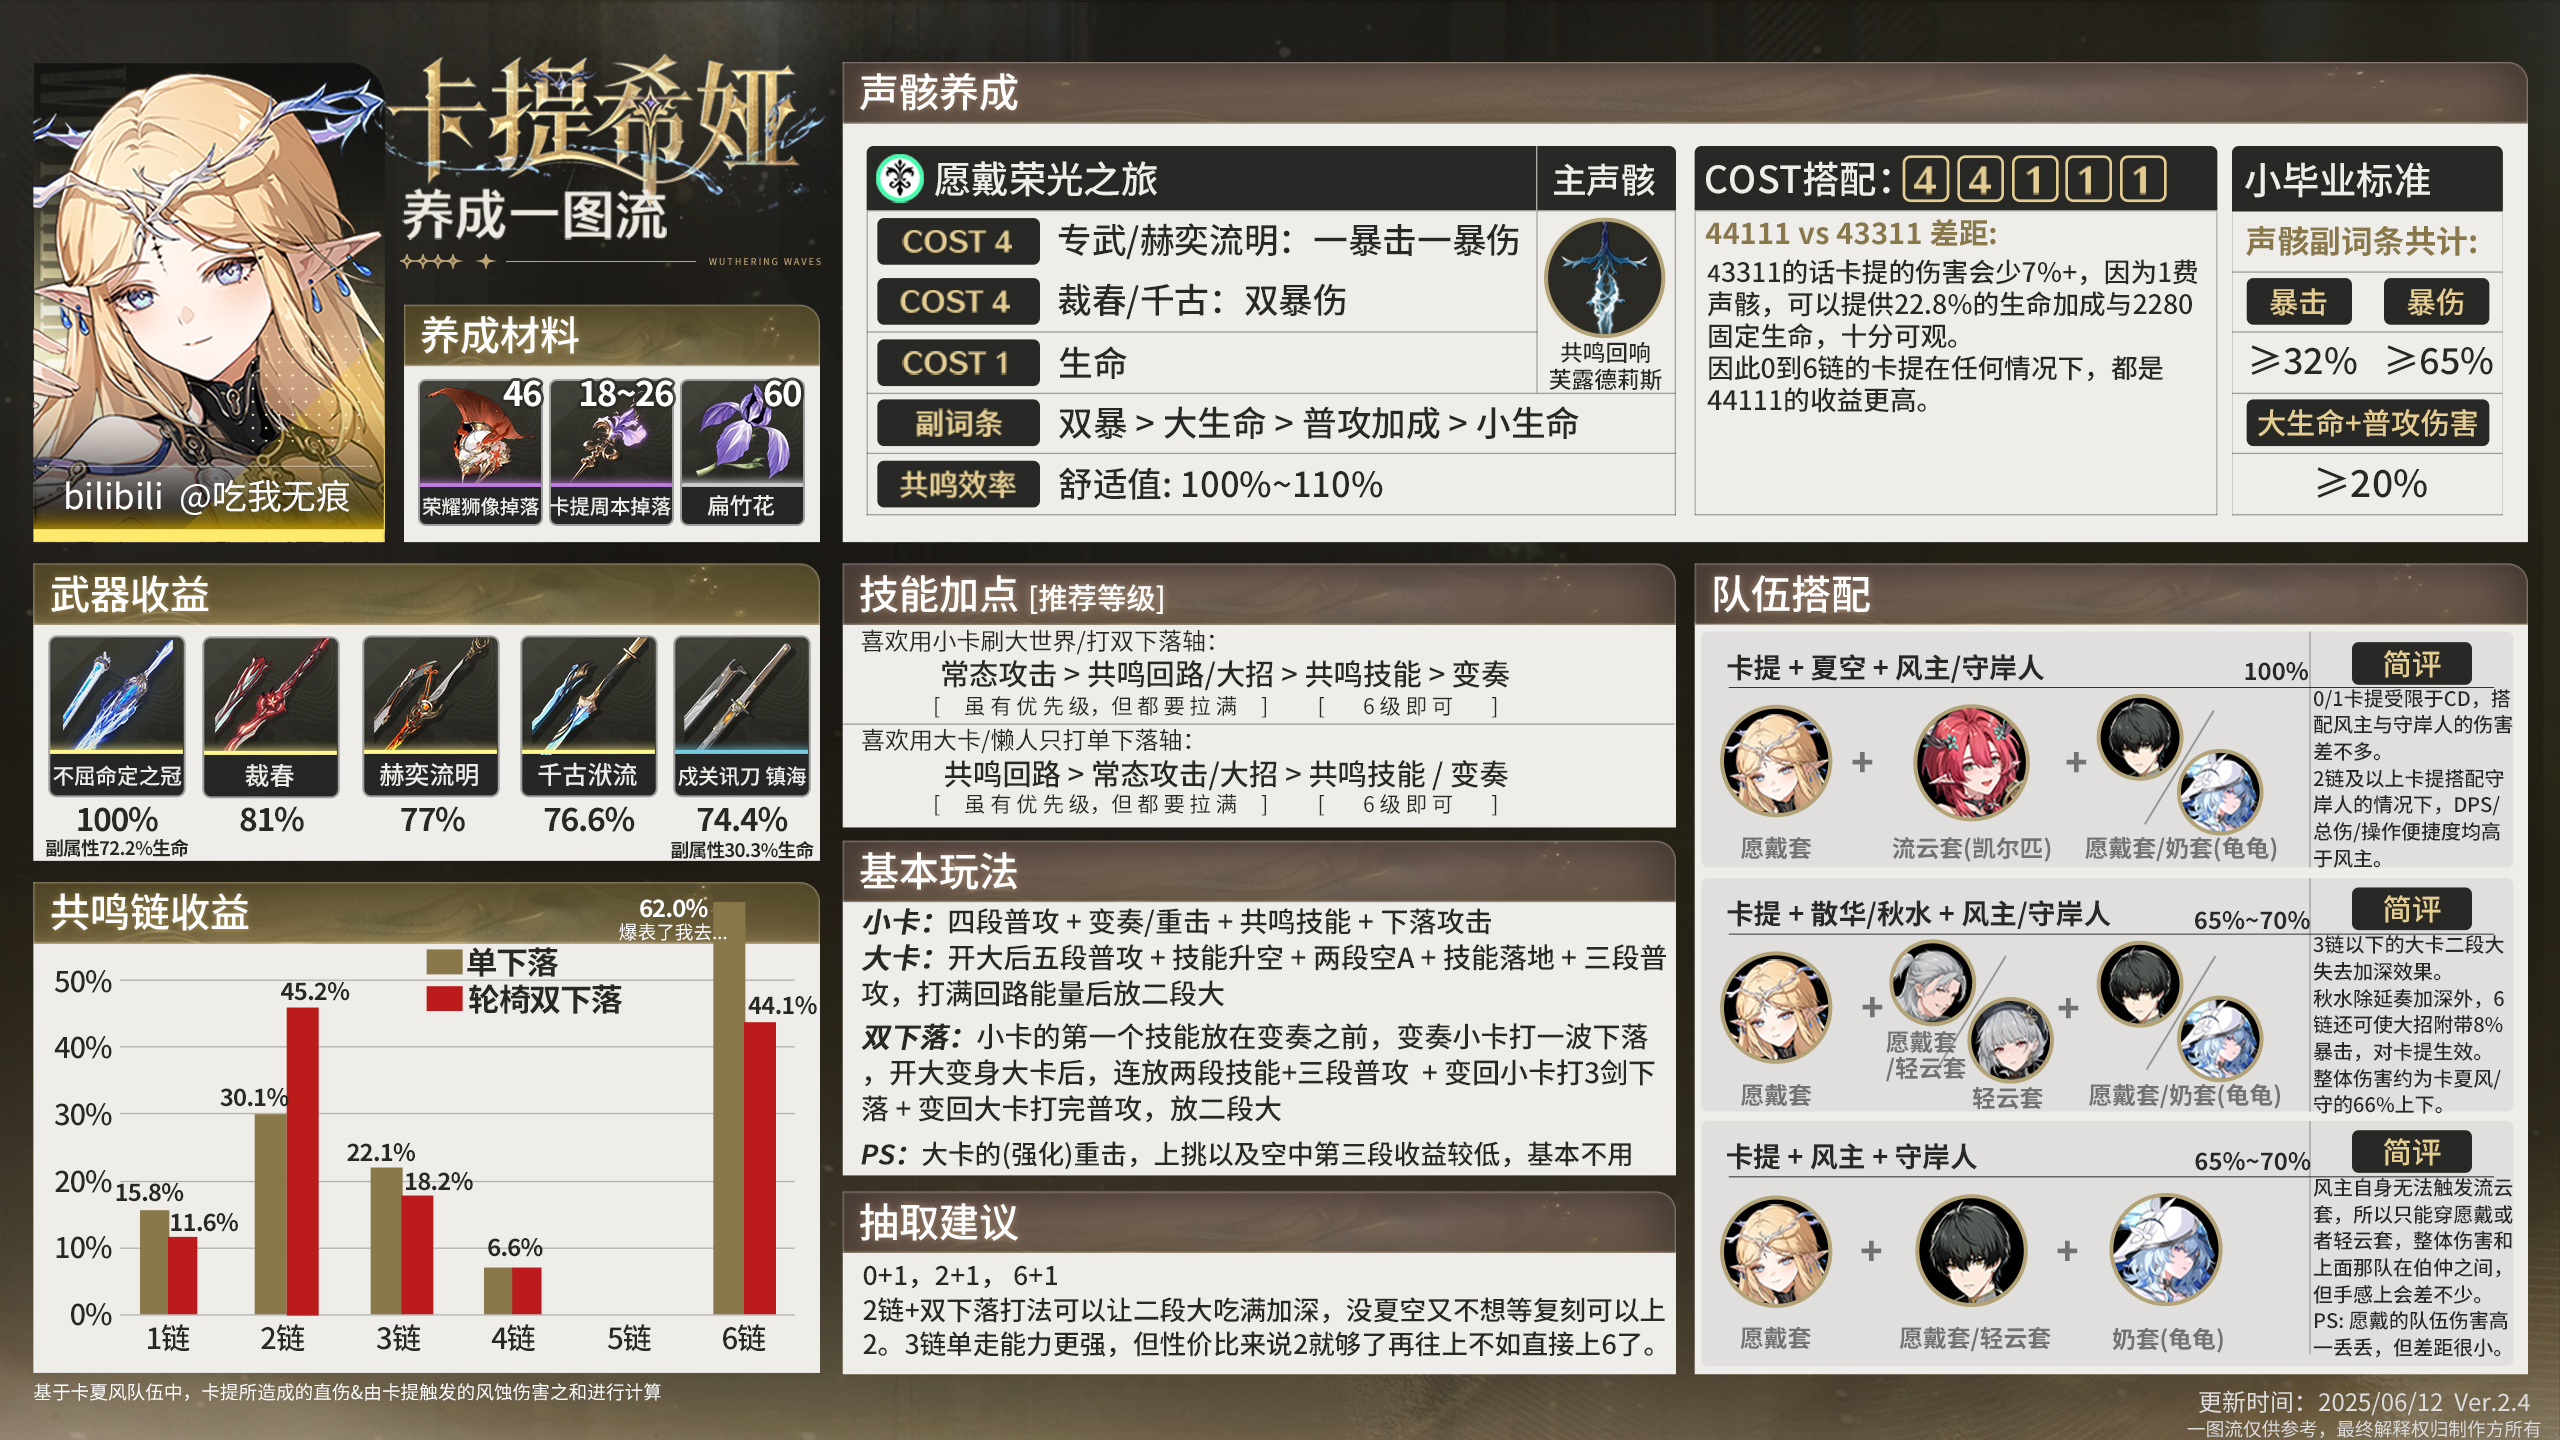 卡提希娅
养成一图流
WUTHERING WAVES
bilibili @吃我无痕
养成材料
46
18~26
60
荣耀狮像掉落
卡提周本掉落
扁竹花
声骸养成
愿戴荣光之旅
主声骸
COST 4
专武/赫奕流明：一暴击一暴伤
COST 4
裁春/千古：双暴伤
COST 1
生命
共鸣回响
芙露德莉斯
副词条
双暴 > 大生命 > 普攻加成 > 小生命
共鸣效率
舒适值: 100%~110%
COST搭配：4 4 1 1 1
44111 vs 43311 差距:
43311的话卡提的伤害会少7%+，因为1费
声骸，可以提供22.8%的生命加成与2280
固定生命，十分可观。
因此0到6链的卡提在任何情况下，都是
44111的收益更高。
小毕业标准
声骸副词条共计:
暴击
暴伤
≥32%
≥65%
大生命+普攻伤害
≥20%
武器收益
不屈命定之冠
裁春
赫奕流明
千古洑流
戍关讯刀 镇海
100%
81%
77%
76.6%
74.4%
副属性72.2%生命
副属性30.3%生命
共鸣链收益
62.0%
爆表了我去...
单下落
轮椅双下落
50%
40%
30%
20%
10%
0%
15.8%
11.6%
30.1%
45.2%
22.1%
18.2%
6.6%
44.1%
1链
2链
3链
4链
5链
6链
基于卡夏风队伍中，卡提所造成的直伤&由卡提触发的风蚀伤害之和进行计算
技能加点 [推荐等级]
喜欢用小卡刷大世界/打双下落轴：
常态攻击 > 共鸣回路/大招 > 共鸣技能 > 变奏
[ 虽有优先级，但都要拉满 ] [ 6级即可 ]
喜欢用大卡/懒人只打单下落轴：
共鸣回路 > 常态攻击/大招 > 共鸣技能 / 变奏
[ 虽有优先级，但都要拉满 ] [ 6级即可 ]
基本玩法
小卡：四段普攻 + 变奏/重击 + 共鸣技能 + 下落攻击
大卡：开大后五段普攻 + 技能升空 + 两段空A + 技能落地 + 三段普
攻，打满回路能量后放二段大
双下落：小卡的第一个技能放在变奏之前，变奏小卡打一波下落
，开大变身大卡后，连放两段技能+三段普攻 + 变回小卡打3剑下
落 + 变回大卡打完普攻，放二段大
PS：大卡的(强化)重击，上挑以及空中第三段收益较低，基本不用
抽取建议
0+1，2+1， 6+1
2链+双下落打法可以让二段大吃满加深，没夏空又不想等复刻可以上
2。3链单走能力更强，但性价比来说2就够了再往上不如直接上6了。
队伍搭配
卡提 + 夏空 + 风主/守岸人
100%
愿戴套
流云套(凯尔匹)
愿戴套/奶套(龟龟)
简评
0/1卡提受限于CD，搭
配风主与守岸人的伤害
差不多。
2链及以上卡提搭配守
岸人的情况下，DPS/
总伤/操作便捷度均高
于风主。
卡提 + 散华/秋水 + 风主/守岸人
65%~70%
愿戴套
愿戴套
/轻云套
轻云套
愿戴套/奶套(龟龟)
简评
3链以下的大卡二段大
失去加深效果。
秋水除延奏加深外，6
链还可使大招附带8%
暴击，对卡提生效。
整体伤害约为卡夏风/
守的66%上下。
卡提 + 风主 + 守岸人
65%~70%
愿戴套
愿戴套/轻云套
奶套(龟龟)
简评
风主自身无法触发流云
套，所以只能穿愿戴或
者轻云套，整体伤害和
上面那队在伯仲之间，
但手感上会差不少。
PS: 愿戴的队伍伤害高
一丢丢，但差距很小。
更新时间：2025/06/12 Ver.2.4
一图流仅供参考，最终解释权归制作方所有